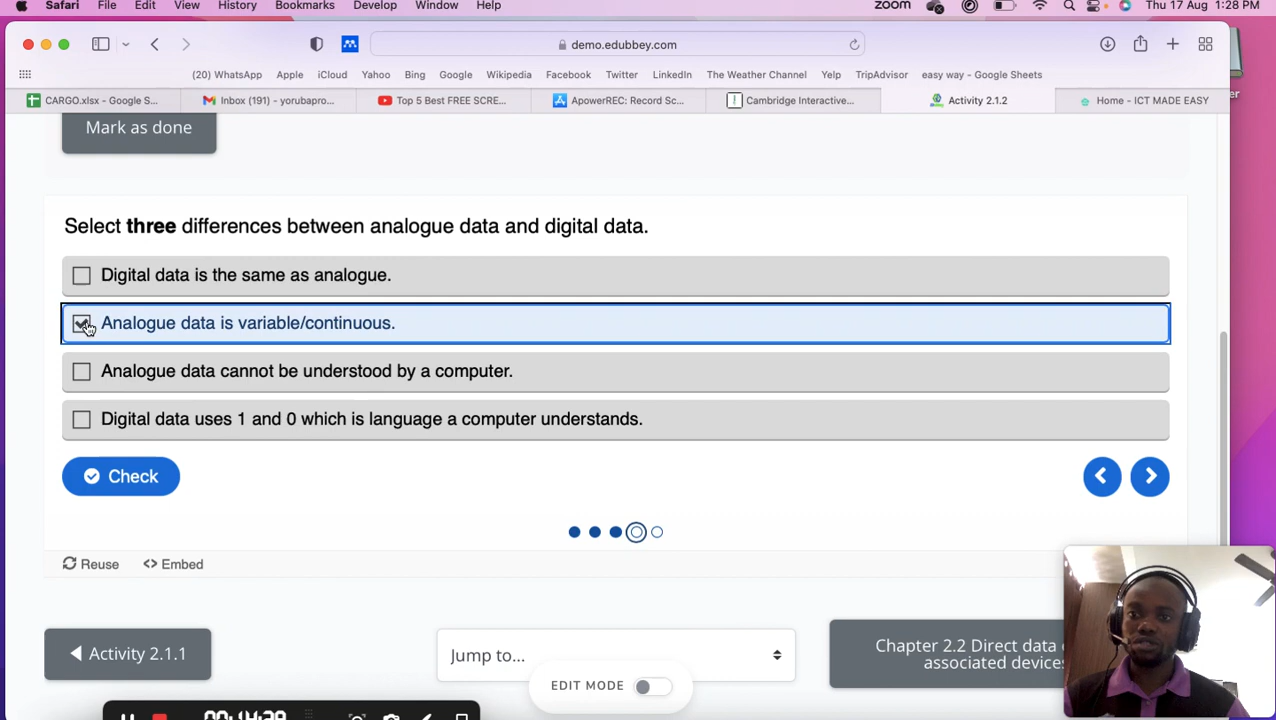 Safari File Edit View History Bookmarks Develop Window Help zoom Thu 17 Aug 1:28 PM
demo.edubbey.com
(20) WhatsApp Apple iCloud Yahoo Bing Google Wikipedia Facebook Twitter LinkedIn The Weather Channel Yelp TripAdvisor easy way - Google Sheets
CARGO.xlsx - Google S... Inbox (191) - yorubapro... Top 5 Best FREE SCRE... ApowerREC: Record Sc... Cambridge Interactive... Activity 2.1.2 Home - ICT MADE EASY
Mark as done
Select three differences between analogue data and digital data.
Digital data is the same as analogue.
Analogue data is variable/continuous.
Analogue data cannot be understood by a computer.
Digital data uses 1 and 0 which is language a computer understands.
Check
Reuse <> Embed
Activity 2.1.1
Jump to...
Chapter 2.2 Direct data
associated devices
EDIT MODE